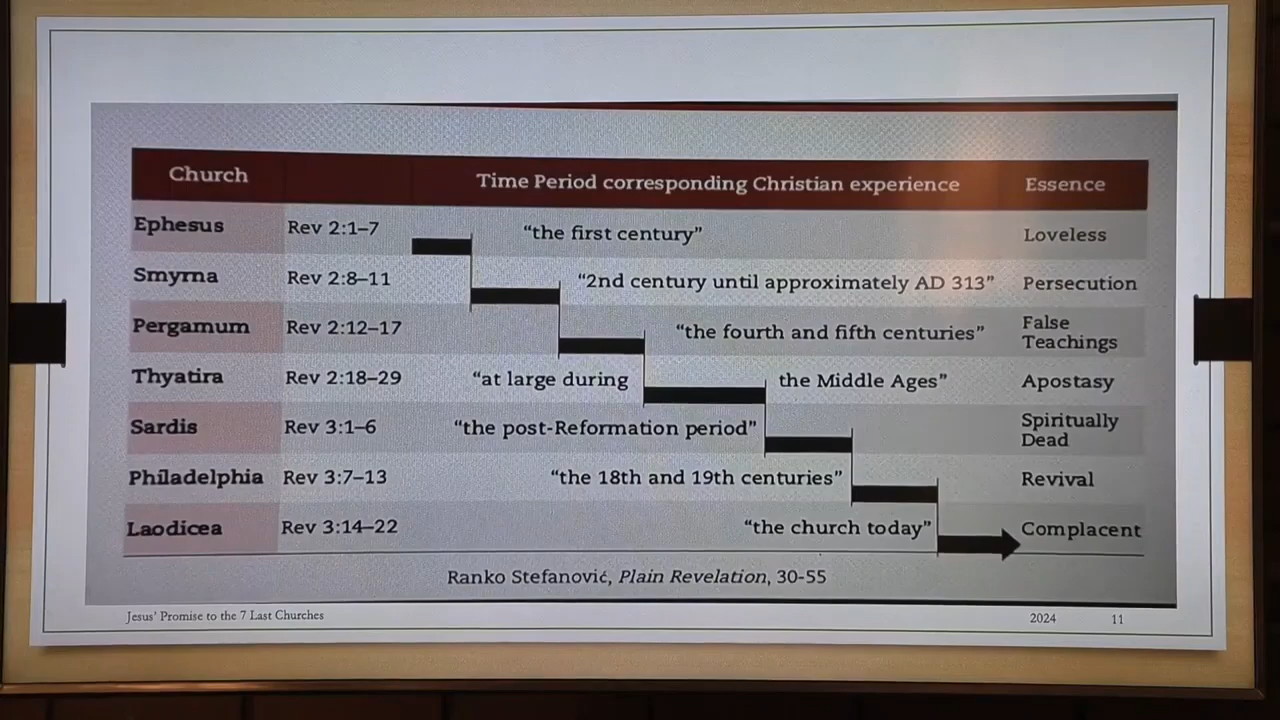 Church Time Period corresponding Christian experience Essence
Ephesus Rev 2:1–7 “the first century” Loveless
Smyrna Rev 2:8–11 “2nd century until approximately AD 313” Persecution
Pergamum Rev 2:12–17 “the fourth and fifth centuries” False
Teachings
Thyatira Rev 2:18–29 “at large during the Middle Ages” Apostasy
Sardis Rev 3:1–6 “the post-Reformation period” Spiritually
Dead
Philadelphia Rev 3:7–13 “the 18th and 19th centuries” Revival
Laodicea Rev 3:14–22 “the church today” Complacent
Ranko Stefanović, Plain Revelation, 30-55
Jesus’ Promise to the 7 Last Churches 2024 11